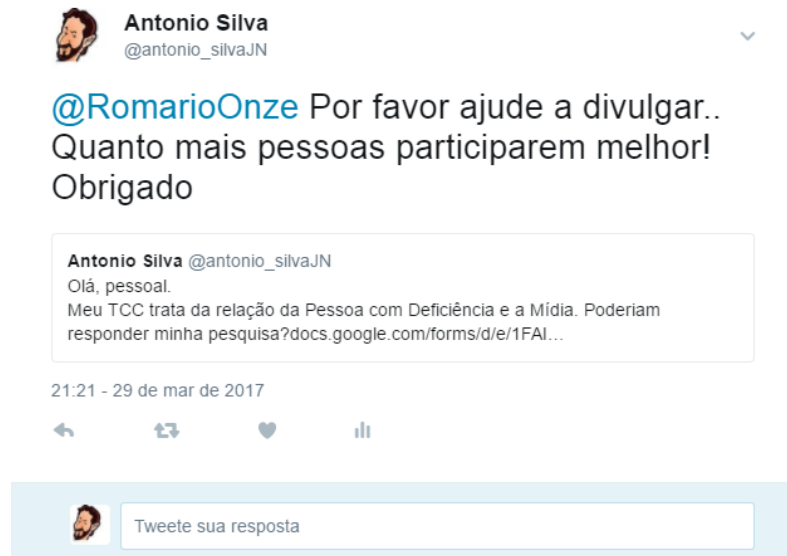 Antonio Silva
@antonio_silvaJN
@RomarioOnze Por favor ajude a divulgar..
Quanto mais pessoas participarem melhor!
Obrigado
Antonio Silva @antonio_silvaJN
Olá, pessoal.
Meu TCC trata da relação da Pessoa com Deficiência e a Mídia. Poderiam
responder minha pesquisa?docs.google.com/forms/d/e/1FAI...
21:21 - 29 de mar de 2017
Tweete sua resposta